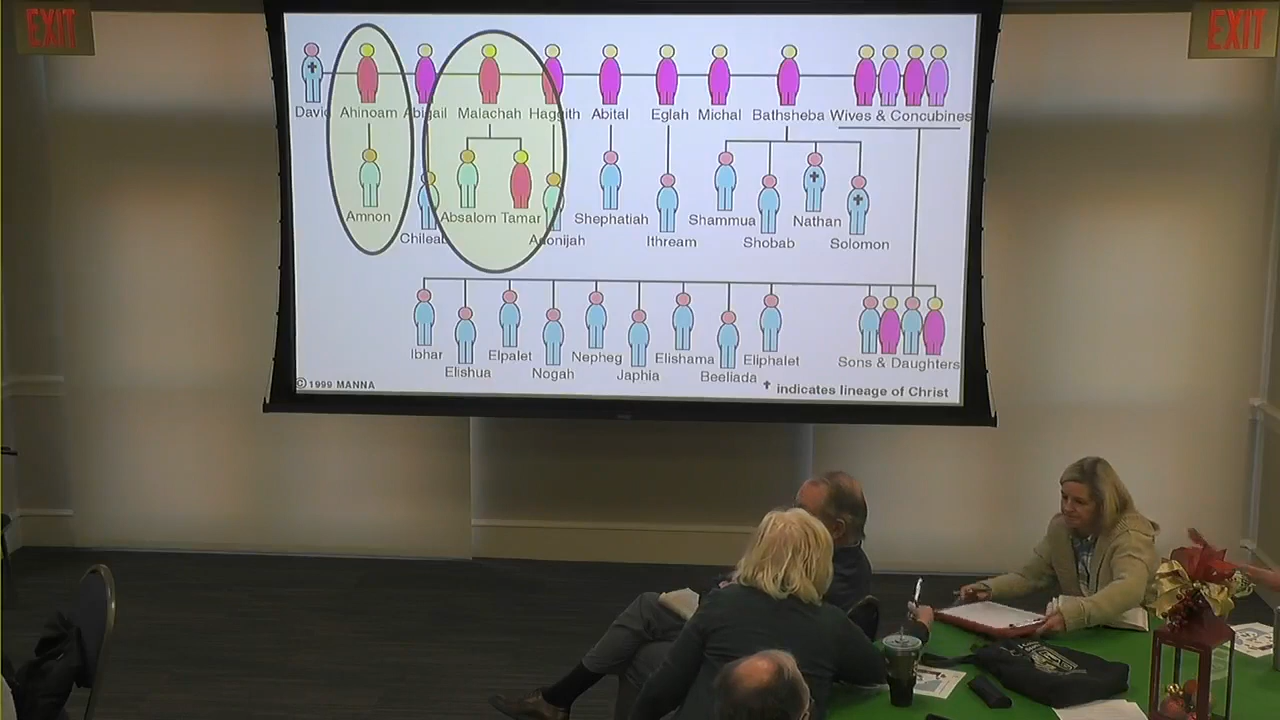 EXIT
EXIT
David Ahinoam Abigail Malachah Haggith Abital Eglah Michal Bathsheba Wives & Concubines
Amnon Absalom Tamar Shephatiah Shammua Nathan
Chileab Adonijah Ithream Shobab Solomon
Ibhar Elpalet Nepheg Elishama Eliphalet Sons & Daughters
Elishua Nogah Japhia Beeliada
© 1999 MANNA
✝ indicates lineage of Christ